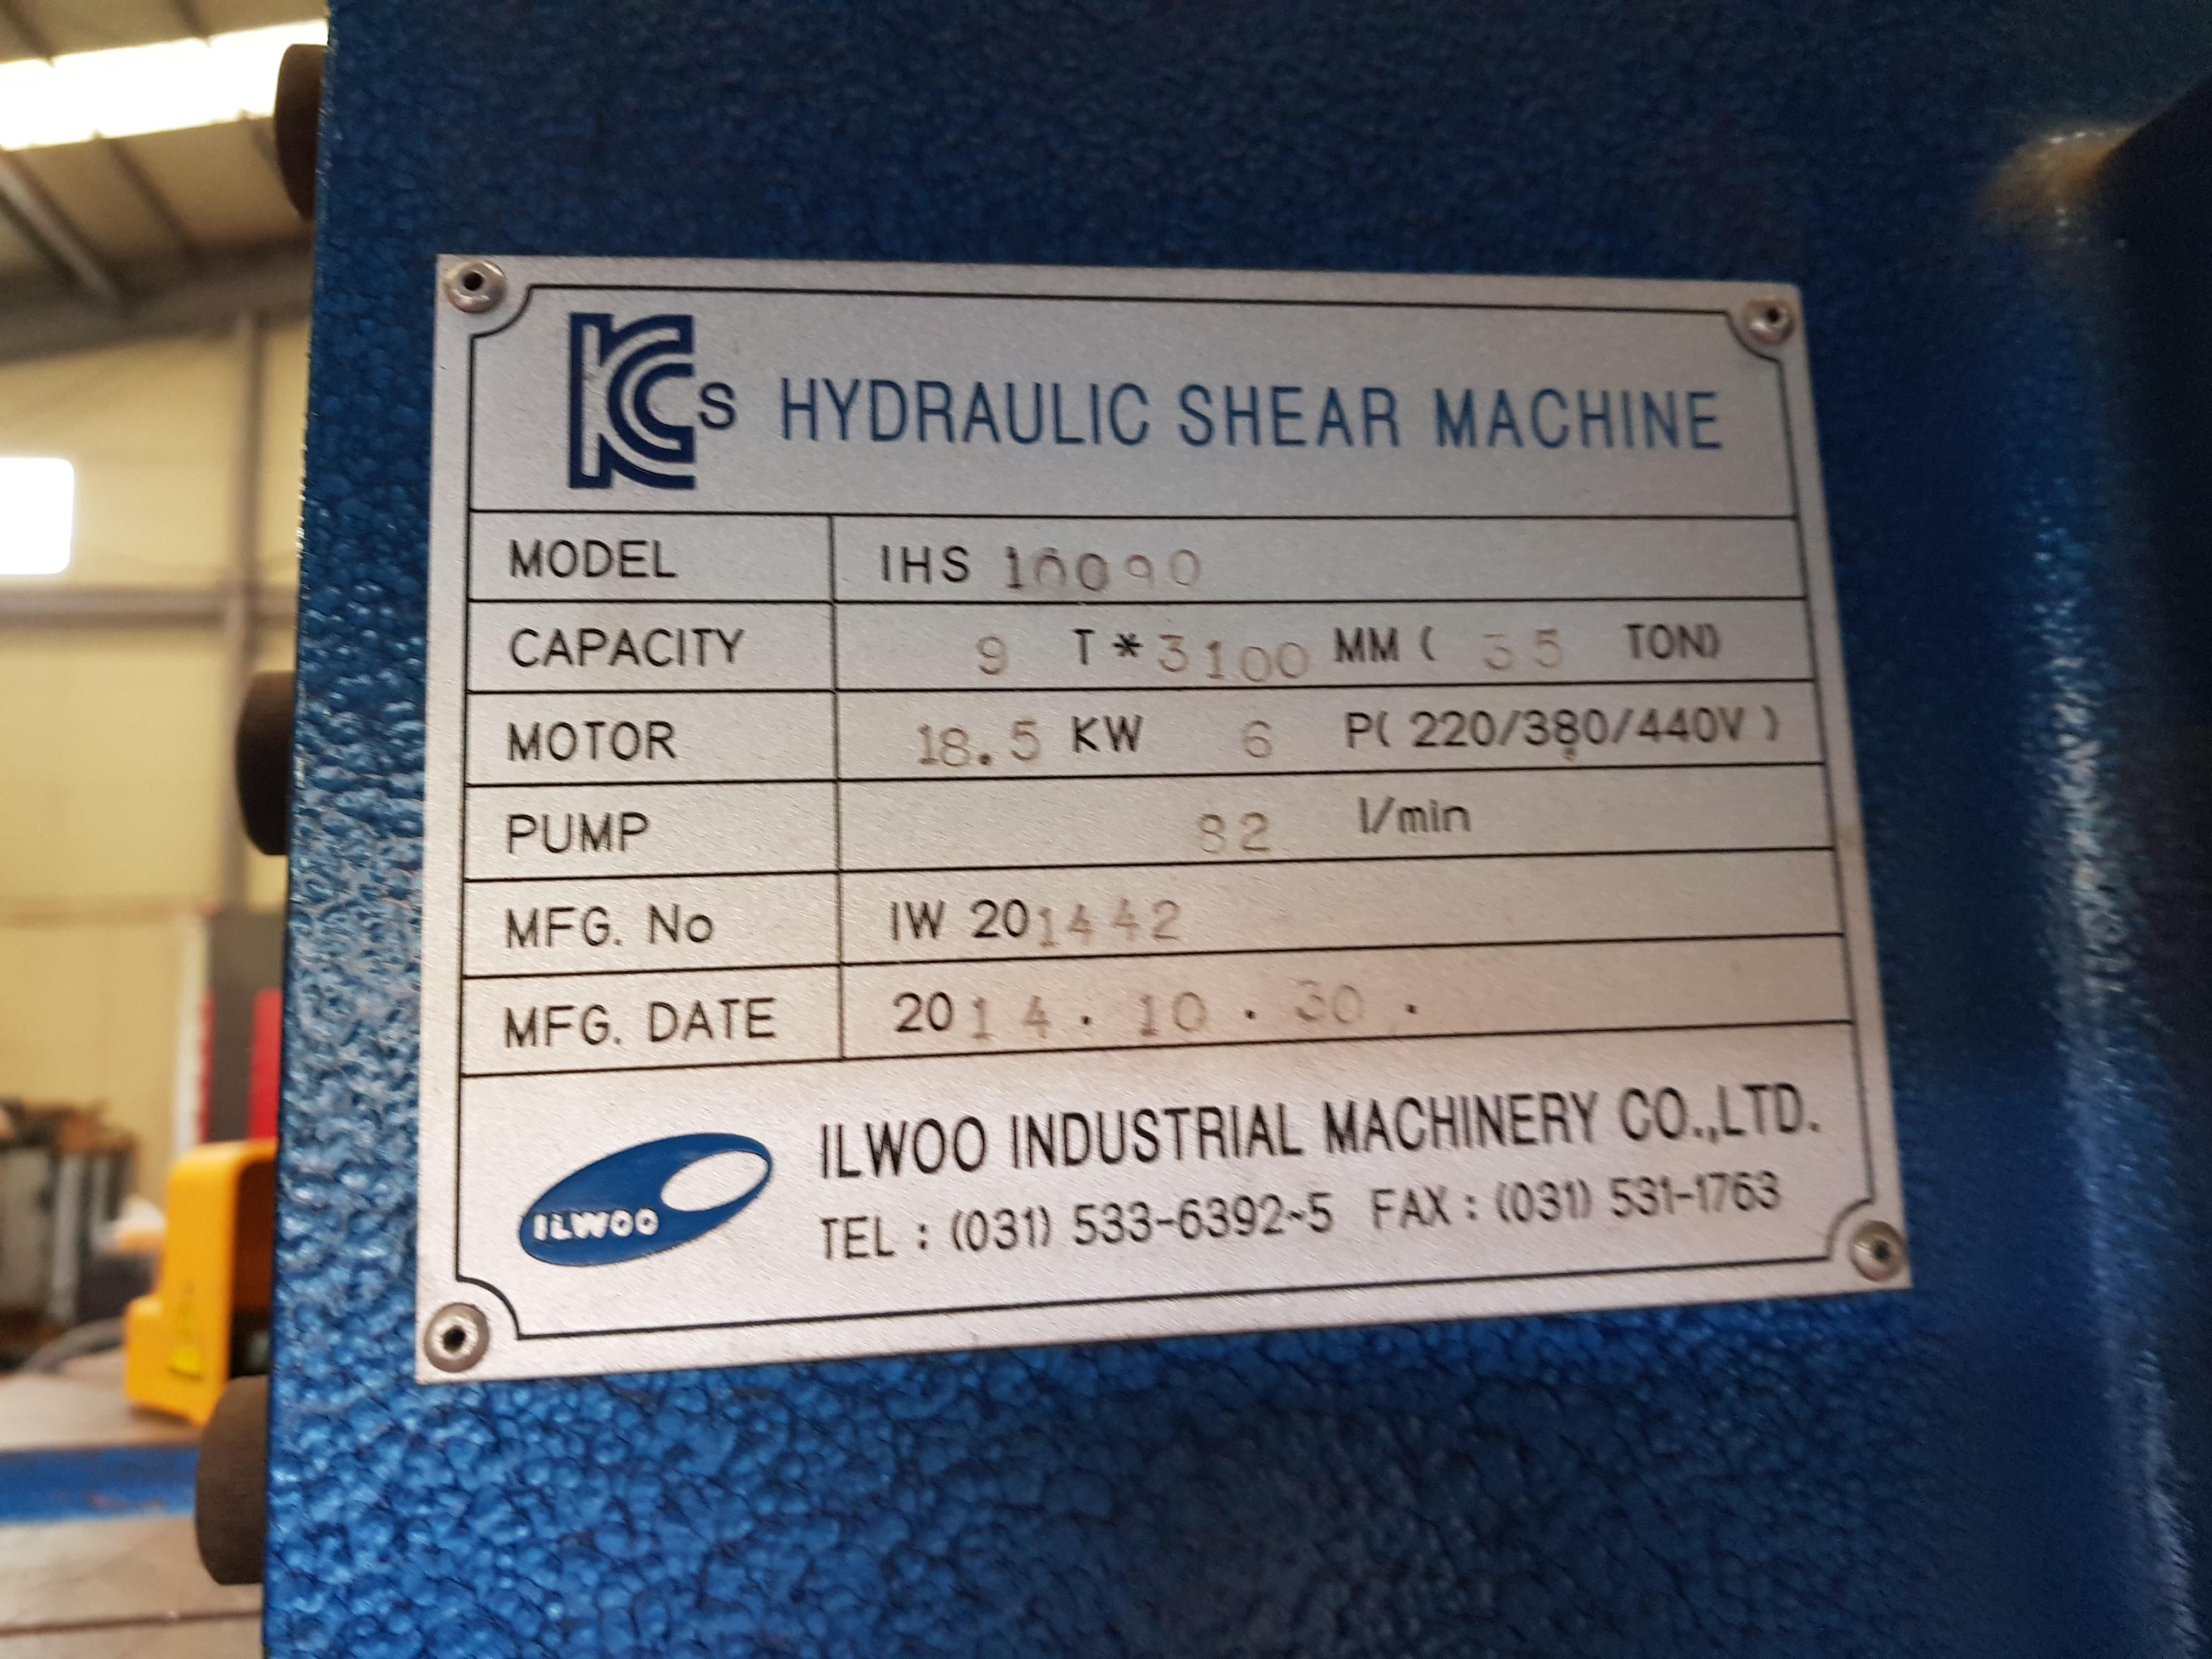 KCs HYDRAULIC SHEAR MACHINE
MODEL IHS 10090
CAPACITY 9 T * 3100 MM ( 35 TON)
MOTOR 18.5 KW 6 P( 220/380/440V )
PUMP 82 l/min
MFG. No IW 201442
MFG. DATE 2014. 10 . 30 .
ILWOO INDUSTRIAL MACHINERY CO.,LTD.
ILWOO TEL : (031) 533-6392~5 FAX : (031) 531-1763